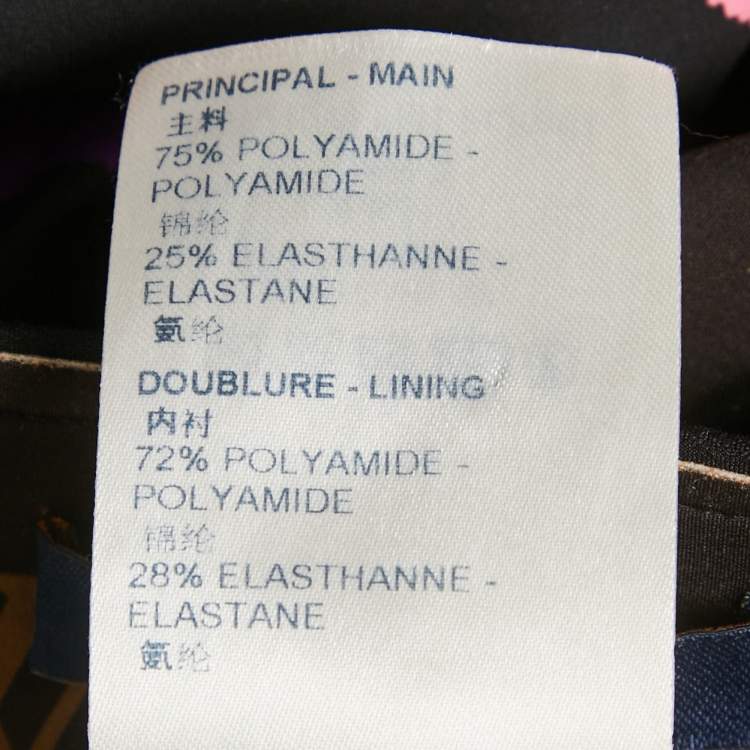 PRINCIPAL - MAIN
主料
75% POLYAMIDE -
POLYAMIDE
锦纶
25% ELASTHANNE -
ELASTANE
氨纶
DOUBLURE - LINING
内衬
72% POLYAMIDE -
POLYAMIDE
锦纶
28% ELASTHANNE -
ELASTANE
氨纶